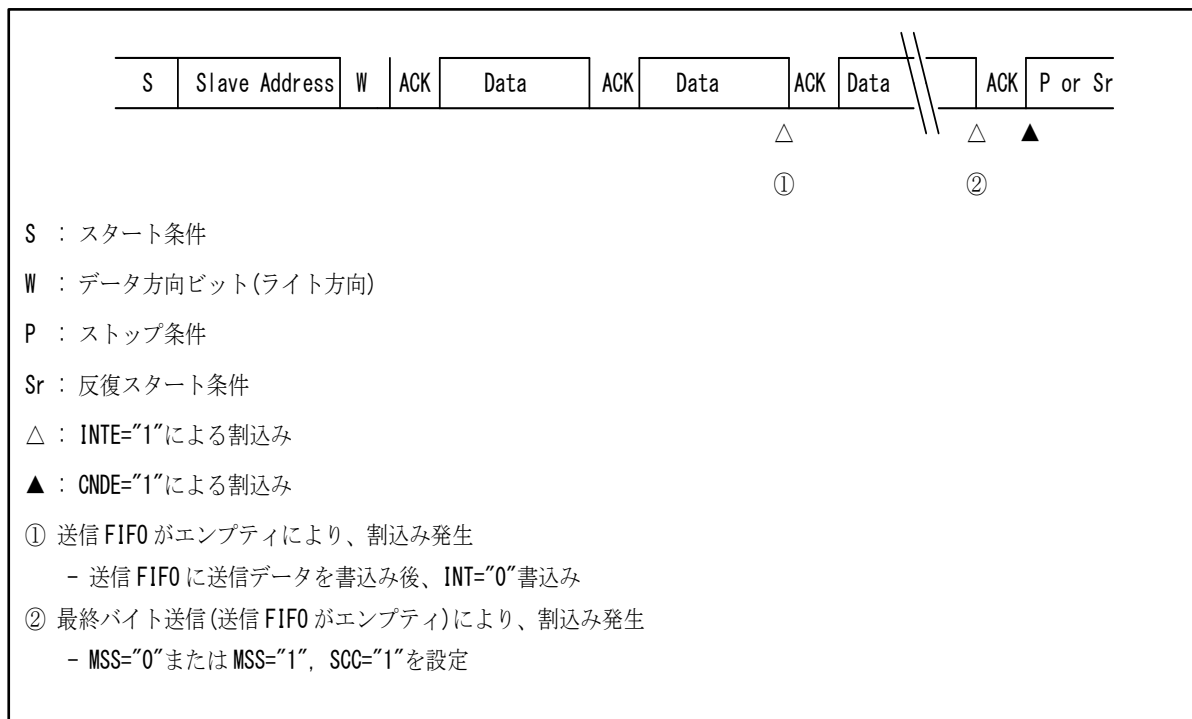 S Slave Address W ACK Data ACK Data ACK Data ACK P or Sr
△ △ ▲
① ②
S : スタート条件
W : データ方向ビット(ライト方向)
P : ストップ条件
Sr : 反復スタート条件
△ : INTE="1"による割込み
▲ : CNDE="1"による割込み
① 送信FIFOがエンプティにより、割込み発生
- 送信FIFOに送信データを書込み後、INT="0"書込み
② 最終バイト送信(送信FIFOがエンプティ)により、割込み発生
- MSS="0"またはMSS="1", SCC="1"を設定